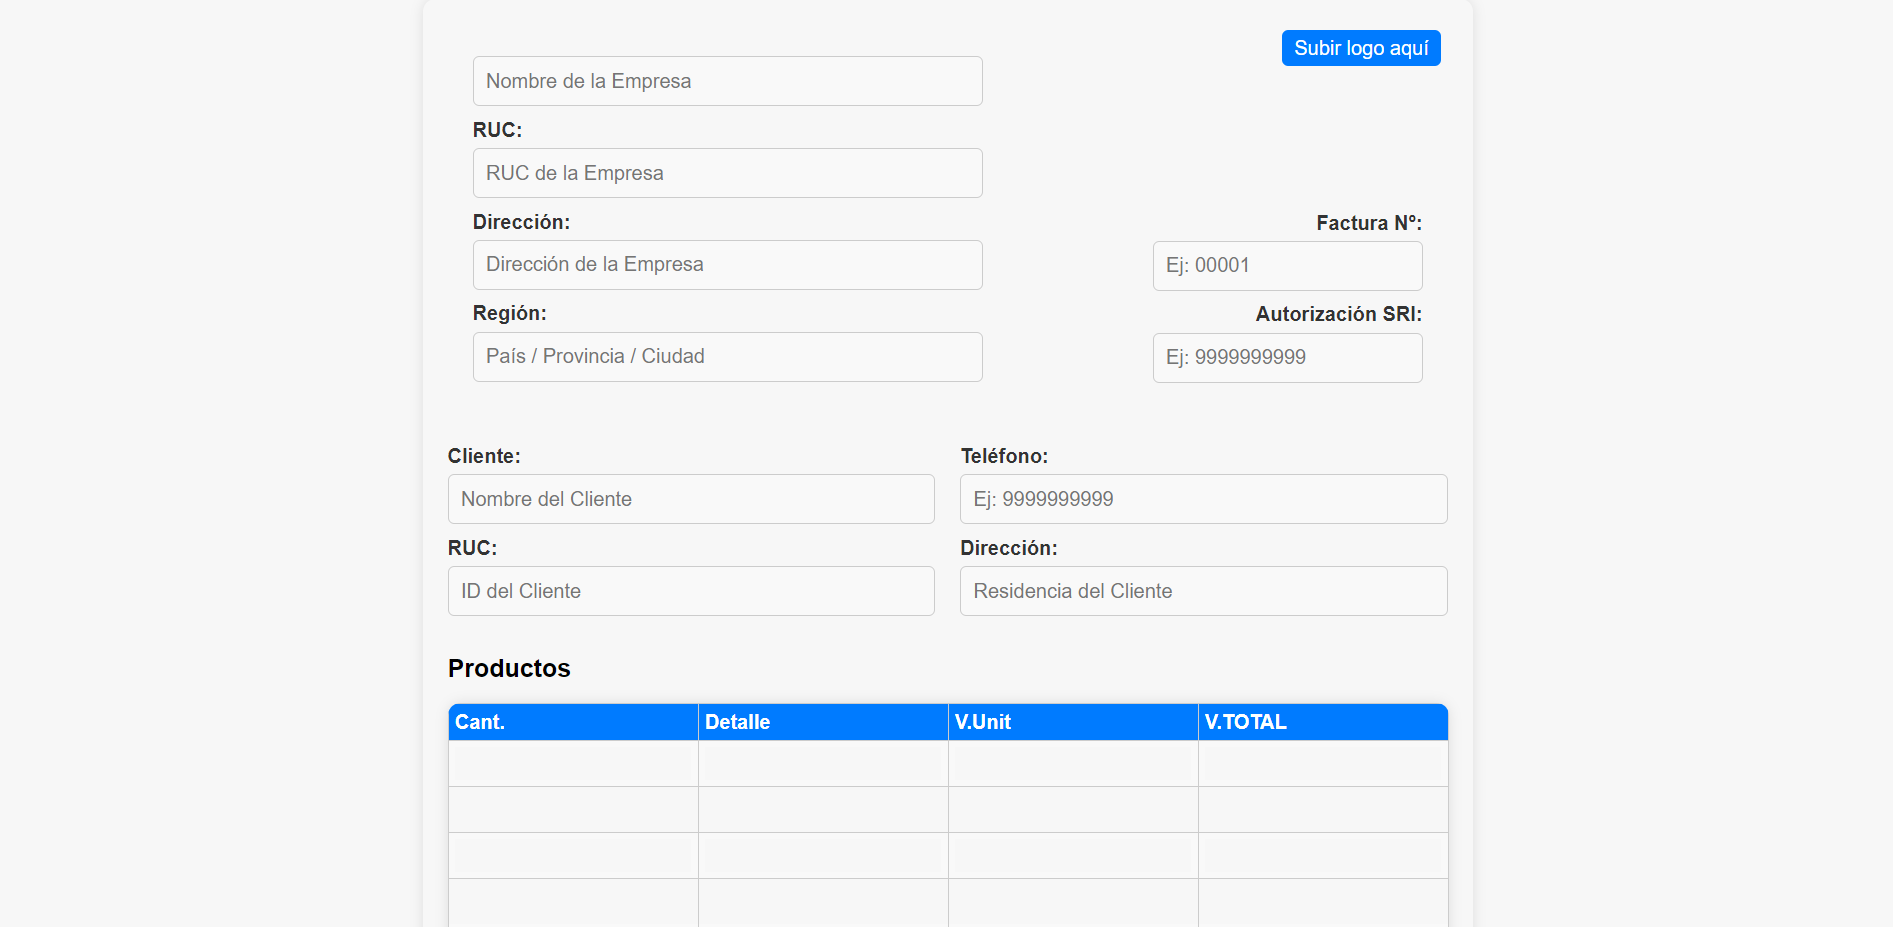 Subir logo aquí
Nombre de la Empresa
RUC:
RUC de la Empresa
Dirección:
Dirección de la Empresa
Región:
País / Provincia / Ciudad
Factura Nº:
Ej: 00001
Autorización SRI:
Ej: 9999999999
Cliente:
Nombre del Cliente
Teléfono:
Ej: 9999999999
RUC:
ID del Cliente
Dirección:
Residencia del Cliente
Productos
Cant. Detalle V.Unit V.TOTAL